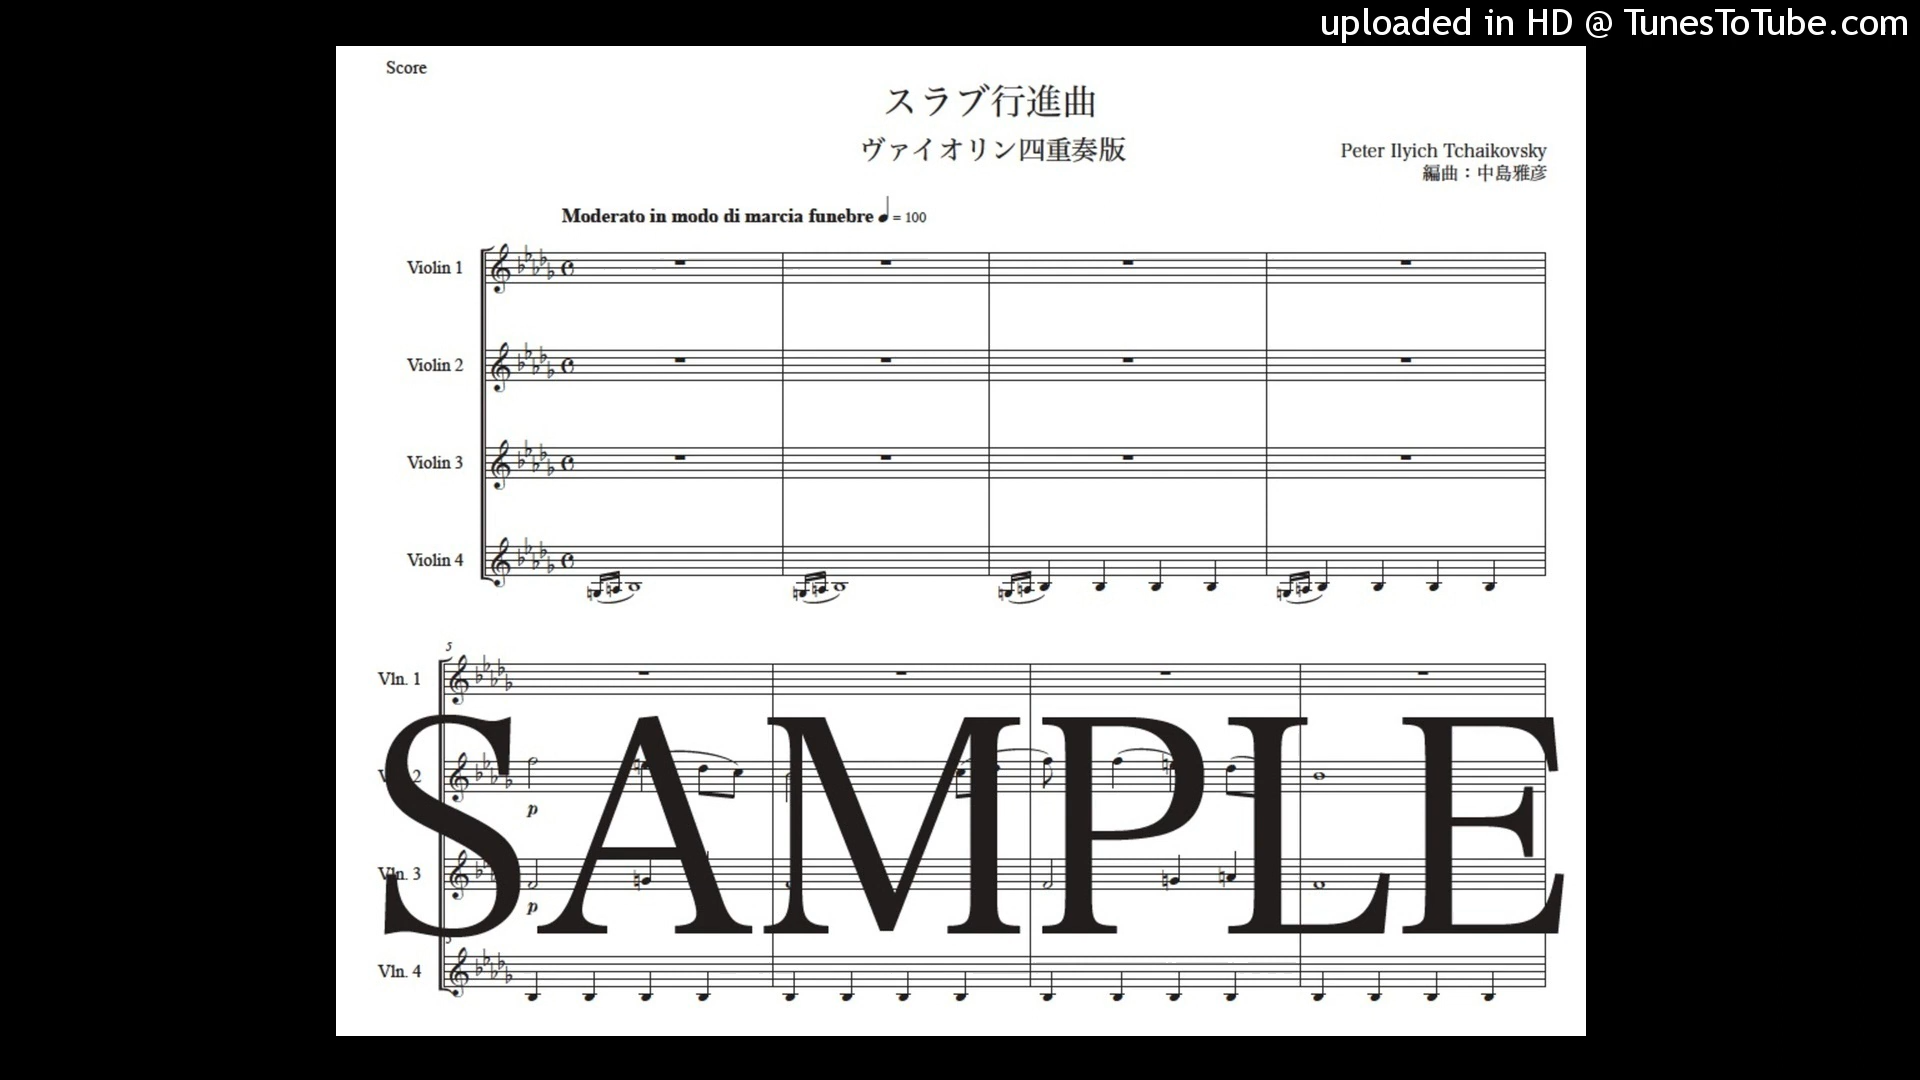 uploaded in HD @ TunesToTube.com
Score
スラブ行進曲
ヴァイオリン四重奏版
Peter Ilyich Tchaikovsky
編曲：中島雅彦
Moderato in modo di marcia funebre ♩= 100
Violin 1
Violin 2
Violin 3
Violin 4
5
Vln. 1
SAMPLE
p
Vln. 3
p
Vln. 4